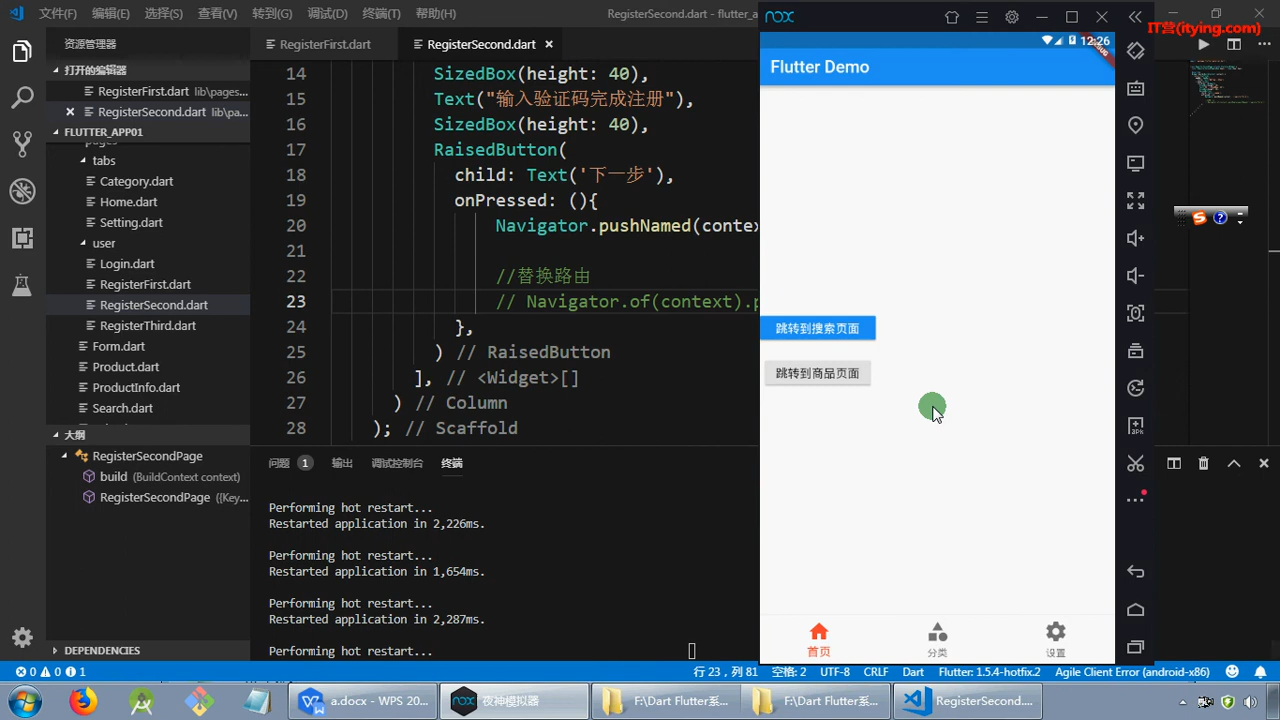 文件(F)
编辑(E)
选择(S)
查看(V)
转到(G)
调试(D)
终端(T)
帮助(H)
RegisterSecond.dart - flutter_a
资源管理器
打开的编辑器
RegisterFirst.dart lib\pages...
RegisterSecond.dart lib\pa...
FLUTTER_APP01
pages
tabs
Category.dart
Home.dart
Setting.dart
user
Login.dart
RegisterFirst.dart
RegisterSecond.dart
RegisterThird.dart
Form.dart
Product.dart
ProductInfo.dart
Search.dart
大纲
RegisterSecondPage
build (BuildContext context)
RegisterSecondPage ({Key...
DEPENDENCIES
RegisterFirst.dart
RegisterSecond.dart
14 SizedBox(height: 40),
15 Text("输入验证码完成注册"),
16 SizedBox(height: 40),
17 RaisedButton(
18 child: Text('下一步'),
19 onPressed: (){
20 Navigator.pushNamed(contex
21
22 //替换路由
23 // Navigator.of(context).p
24 },
25 ) // RaisedButton
26 ], // <Widget>[]
27 ) // Column
28 ); // Scaffold
问题 1
输出
调试控制台
终端
Performing hot restart...
Restarted application in 2,226ms.
Performing hot restart...
Restarted application in 1,654ms.
Performing hot restart...
Restarted application in 2,287ms.
Performing hot restart...
nox
IT营(itying.com)
12:26
DEBUG
Flutter Demo
跳转到搜索页面
跳转到商品页面
首页
分类
设置
0 0 1
行 23，列 81
空格: 2
UTF-8
CRLF
Dart
Flutter: 1.5.4-hotfix.2
Agile Client Error (android-x86)
a.docx - WPS 20...
夜神模拟器
F:\Dart Flutter系...
F:\Dart Flutter系...
RegisterSecond....